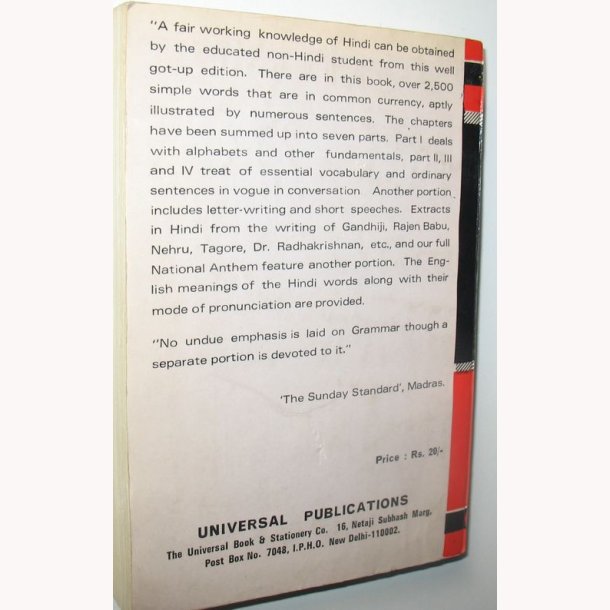 "A fair working knowledge of Hindi can be obtained
by the educated non-Hindi student from this well
got-up edition. There are in this book, over 2,500
simple words that are in common currency, aptly
illustrated by numerous sentences. The chapters
have been summed up into seven parts. Part I deals
with alphabets and other fundamentals, part II, III
and IV treat of essential vocabulary and ordinary
sentences in vogue in conversation Another portion
includes letter-writing and short speeches. Extracts
in Hindi from the writing of Gandhiji, Rajen Babu,
Nehru, Tagore, Dr. Radhakrishnan, etc., and our full
National Anthem feature another portion. The Eng-
lish meanings of the Hindi words along with their
mode of pronunciation are provided.
"No undue emphasis is laid on Grammar though a
separate portion is devoted to it."
'The Sunday Standard', Madras.
Price : Rs. 20/-
UNIVERSAL PUBLICATIONS
The Universal Book & Stationery Co. 16, Netaji Subhash Marg,
Post Box No. 7048, I.P.H.O. New Delhi-110002.